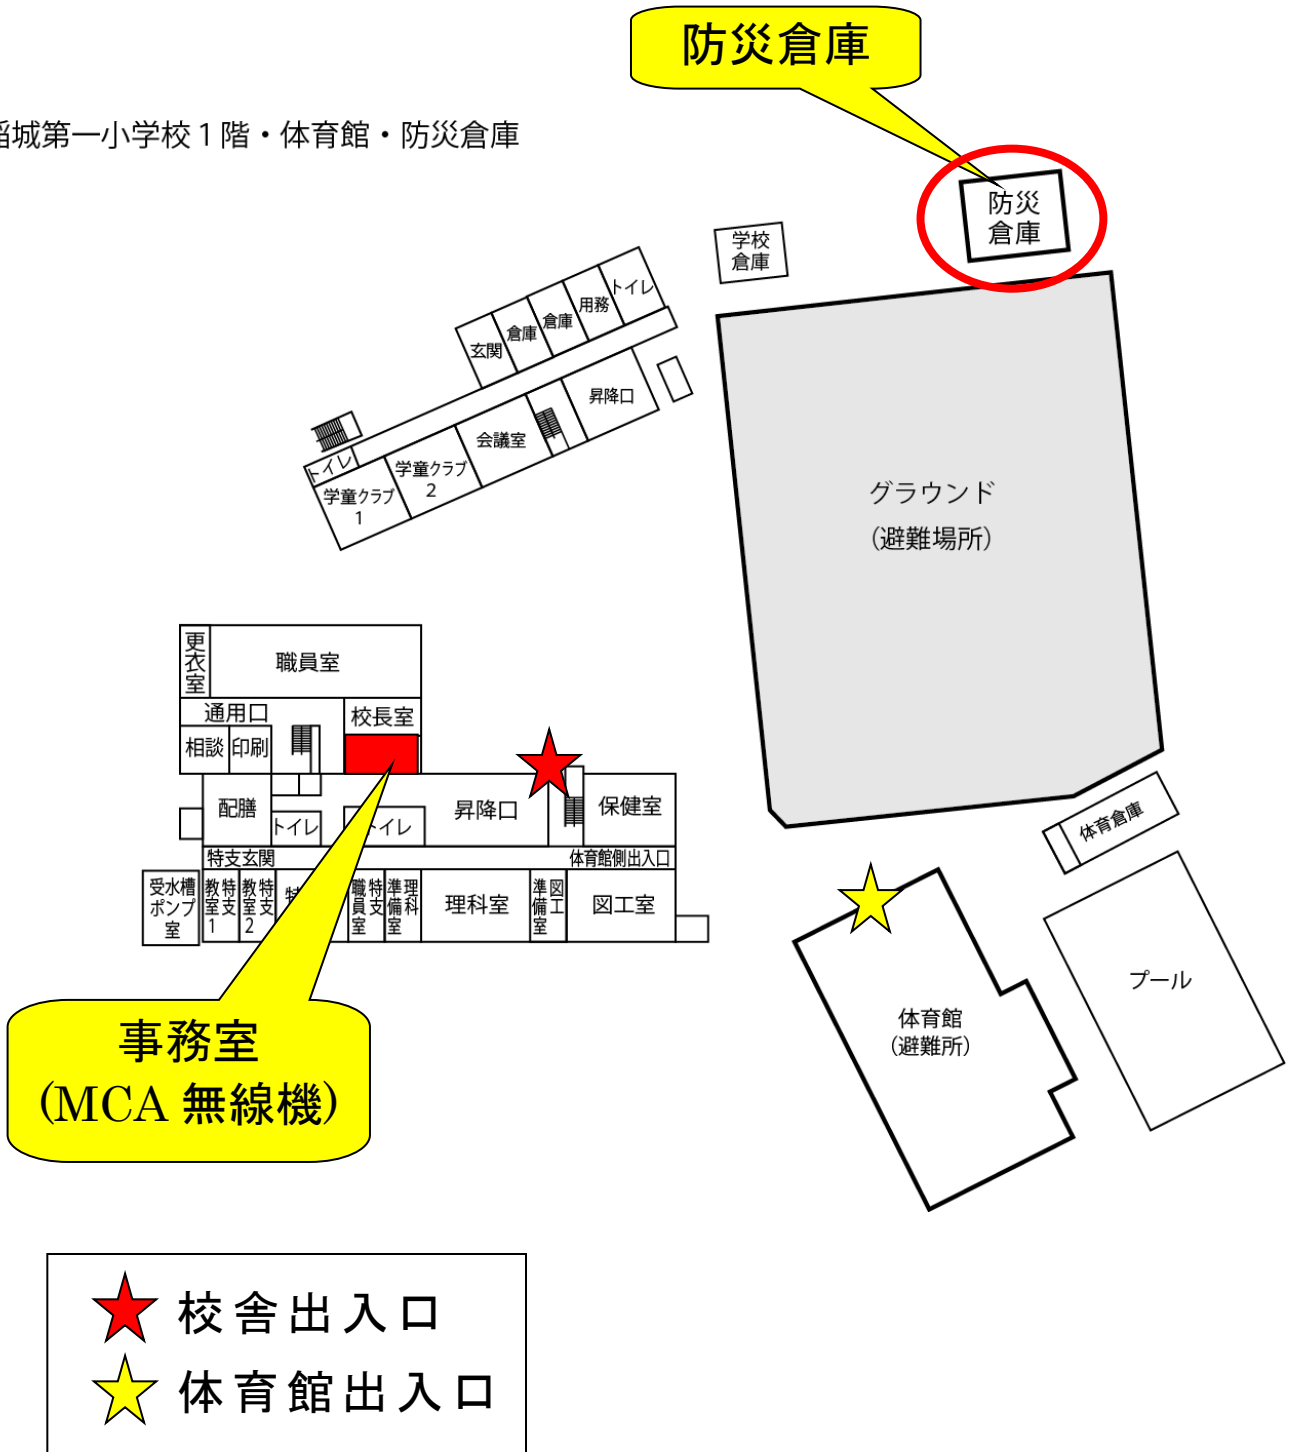 防災倉庫
稲城第一小学校１階・体育館・防災倉庫
防災
倉庫
学校
倉庫
トイレ
用務
倉庫
倉庫
玄関
昇降口
会議室
トイレ
学童クラブ
2
学童クラブ
1
グラウンド
（避難場所）
更衣室
職員室
通用口
校長室
相談
印刷
配膳
トイレ
トイレ
昇降口
保健室
特支玄関
体育館側出入口
受水槽
ポンプ
室
特支
教室1
特支
教室2
特支
職員室
理科
準備室
理科室
図工
準備室
図工室
体育倉庫
プール
体育館
（避難所）
事務室
(MCA 無線機)
校舎出入口
体育館出入口